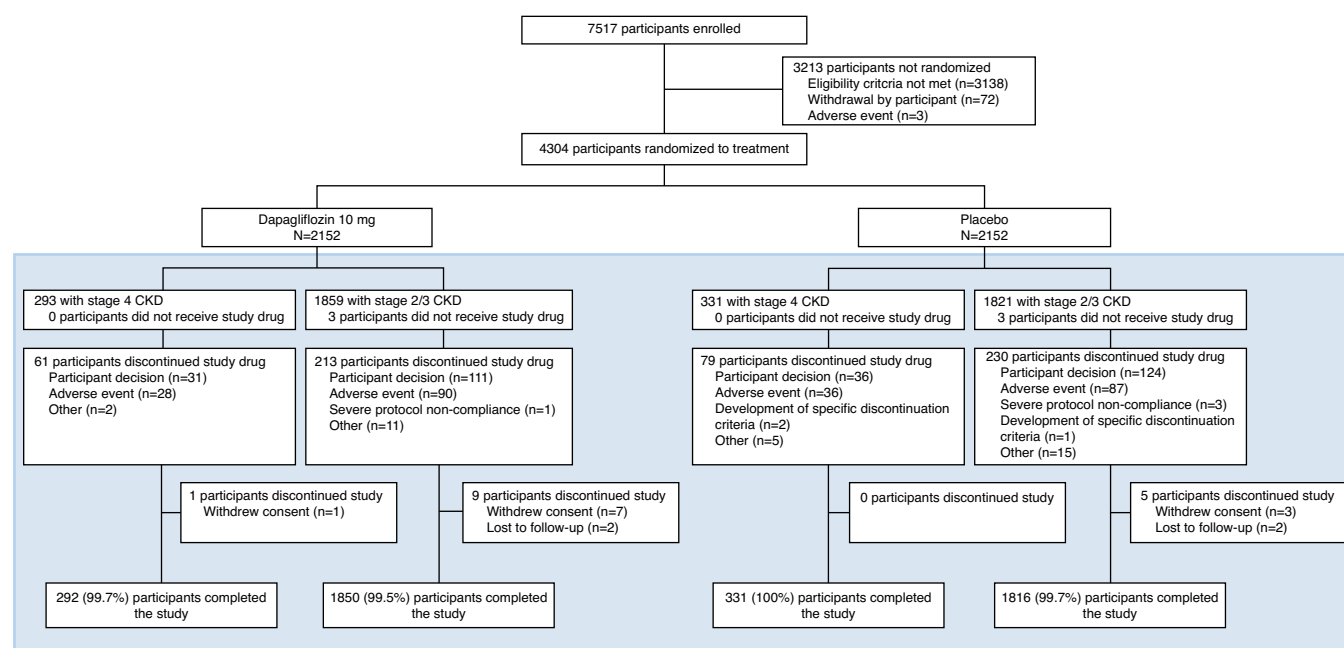 7517 participants enrolled
3213 participants not randomized
Eligibility critcria not met (n=3138)
Withdrawal by participant (n=72)
Adverse event (n=3)
4304 participants randomized to treatment
Dapagliflozin 10 mg
N=2152
Placebo
N=2152
293 with stage 4 CKD
0 participants did not receive study drug
1859 with stage 2/3 CKD
3 participants did not receive study drug
331 with stage 4 CKD
0 participants did not receive study drug
1821 with stage 2/3 CKD
3 participants did not receive study drug
61 participants discontinued study drug
Participant decision (n=31)
Adverse event (n=28)
Other (n=2)
213 participants discontinued study drug
Participant decision (n=111)
Adverse event (n=90)
Severe protocol non-compliance (n=1)
Other (n=11)
79 participants discontinued study drug
Participant decision (n=36)
Adverse event (n=36)
Development of specific discontinuation
criteria (n=2)
Other (n=5)
230 participants discontinued study drug
Participant decision (n=124)
Adverse event (n=87)
Severe protocol non-compliance (n=3)
Development of specific discontinuation
criteria (n=1)
Other (n=15)
1 participants discontinued study
Withdrew consent (n=1)
9 participants discontinued study
Withdrew consent (n=7)
Lost to follow-up (n=2)
0 participants discontinued study
5 participants discontinued study
Withdrew consent (n=3)
Lost to follow-up (n=2)
292 (99.7%) participants completed
the study
1850 (99.5%) participants completed
the study
331 (100%) participants completed
the study
1816 (99.7%) participants completed
the study